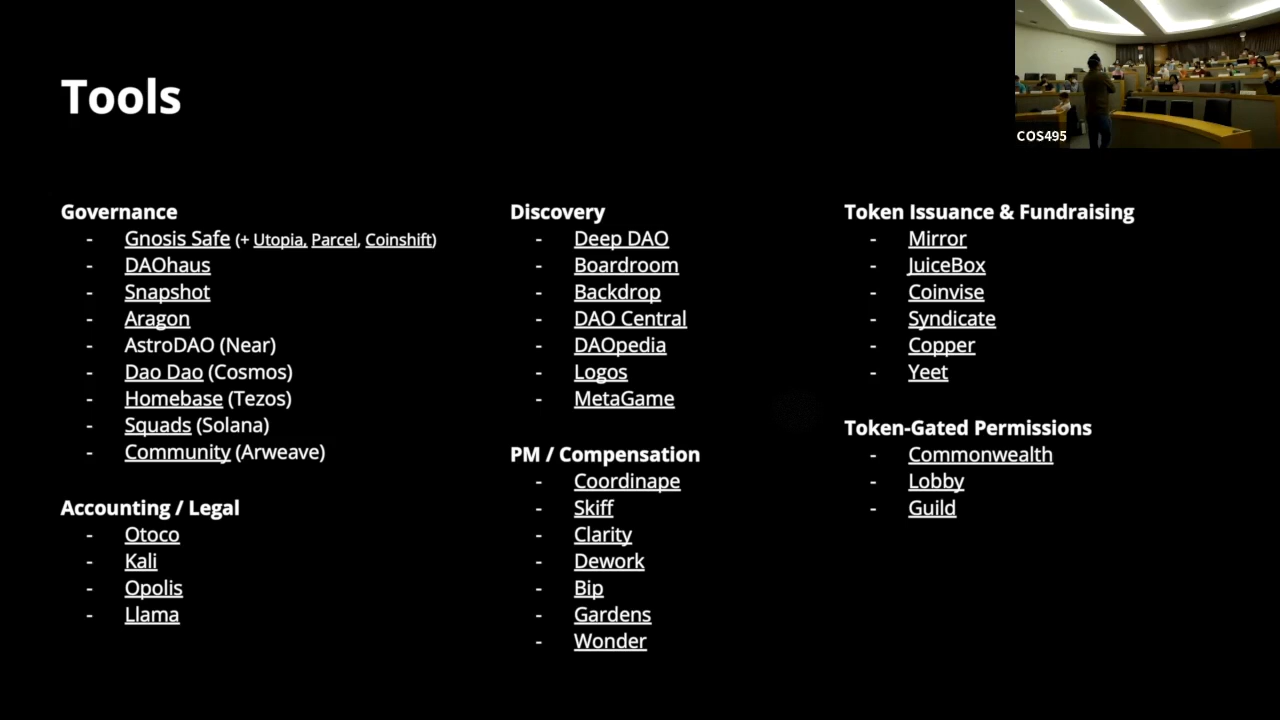 Tools
COS495
Governance
- Gnosis Safe (+ Utopia, Parcel, Coinshift)
- DAOhaus
- Snapshot
- Aragon
- AstroDAO (Near)
- Dao Dao (Cosmos)
- Homebase (Tezos)
- Squads (Solana)
- Community (Arweave)
Accounting / Legal
- Otoco
- Kali
- Opolis
- Llama
Discovery
- Deep DAO
- Boardroom
- Backdrop
- DAO Central
- DAOpedia
- Logos
- MetaGame
PM / Compensation
- Coordinape
- Skiff
- Clarity
- Dework
- Bip
- Gardens
- Wonder
Token Issuance & Fundraising
- Mirror
- JuiceBox
- Coinvise
- Syndicate
- Copper
- Yeet
Token-Gated Permissions
- Commonwealth
- Lobby
- Guild